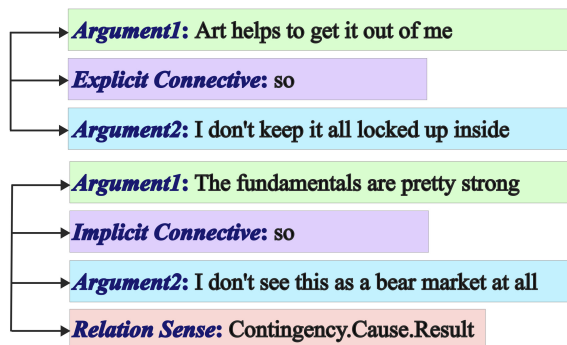 Argument1: Art helps to get it out of me
Explicit Connective: so
Argument2: I don't keep it all locked up inside
Argument1: The fundamentals are pretty strong
Implicit Connective: so
Argument2: I don't see this as a bear market at all
Relation Sense: Contingency.Cause.Result